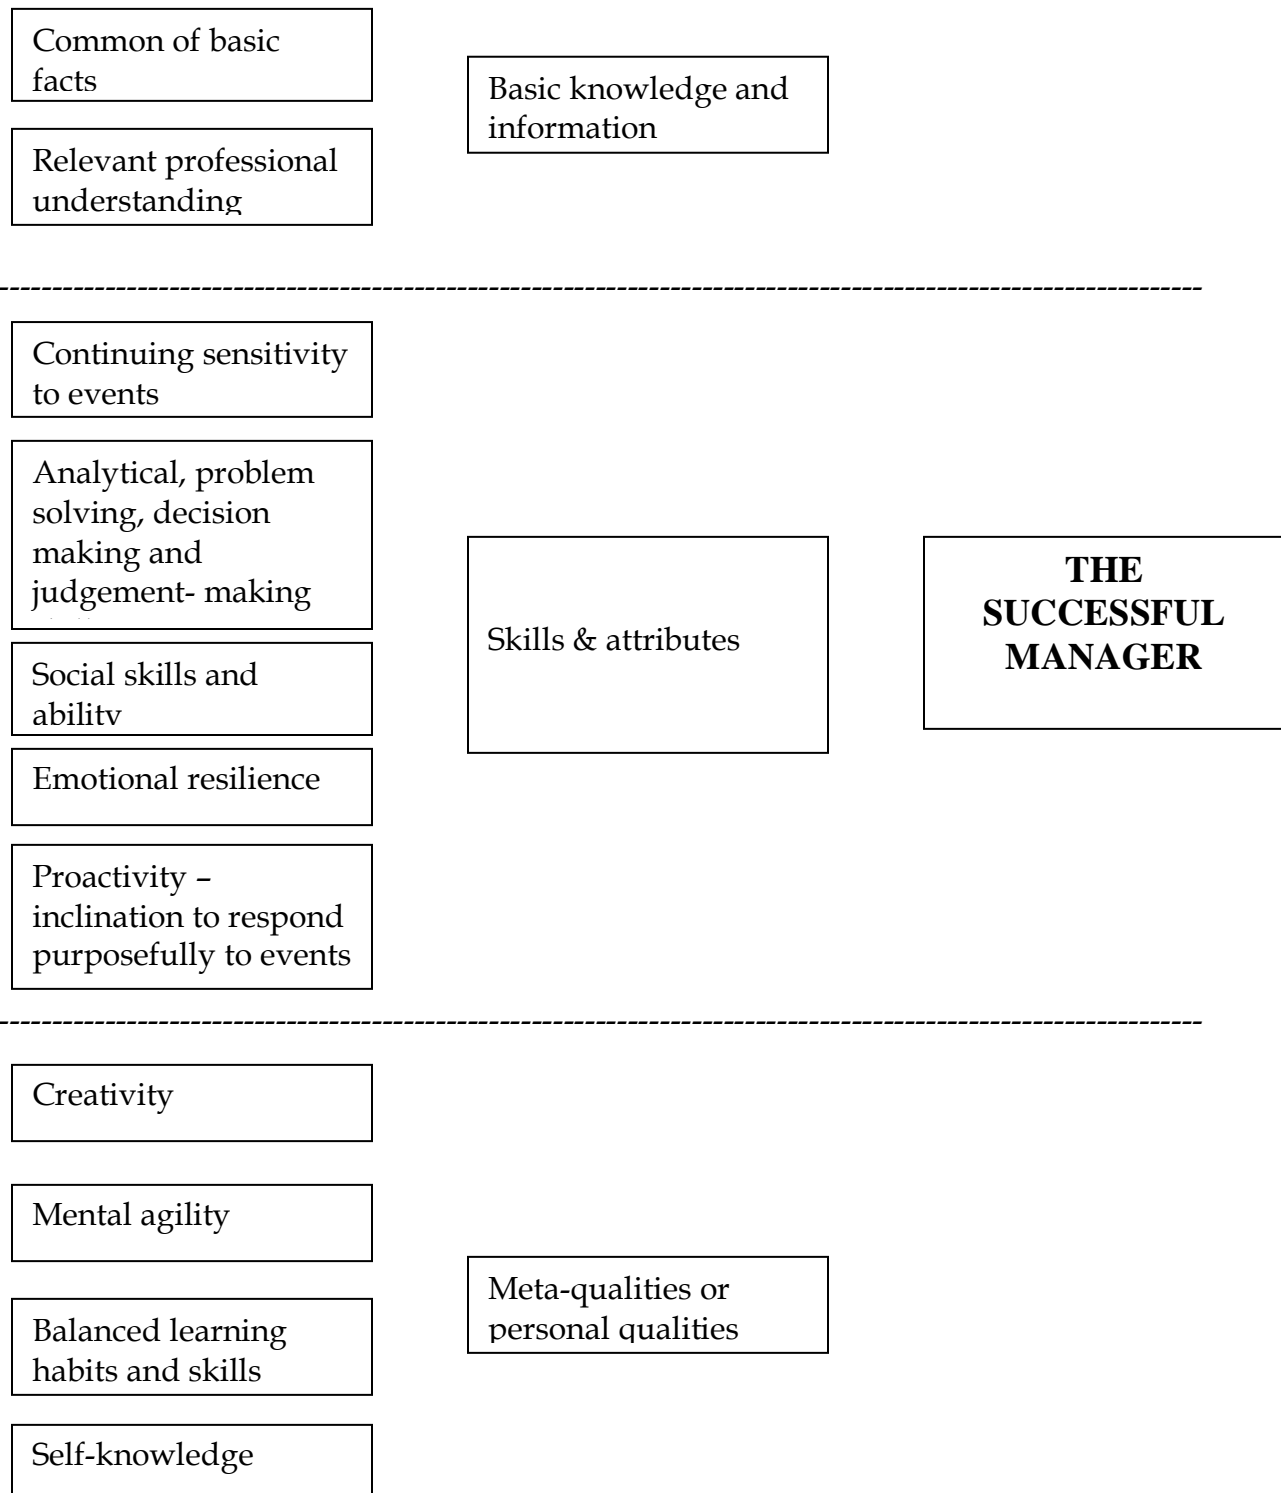 Common of basic
facts
Basic knowledge and
information
Relevant professional
understanding
Continuing sensitivity
to events
Analytical, problem
solving, decision
making and
judgement- making
Skills & attributes
THE
SUCCESSFUL
MANAGER
Social skills and
ability
Emotional resilience
Proactivity –
inclination to respond
purposefully to events
Creativity
Mental agility
Meta-qualities or
personal qualities
Balanced learning
habits and skills
Self-knowledge